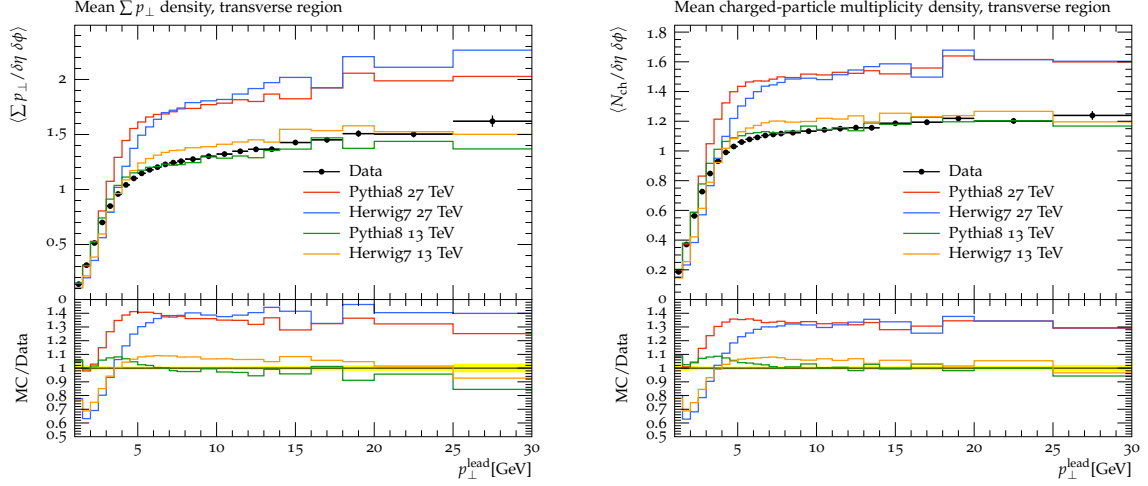 Mean ∑ p⊥ density, transverse region
⟨∑ p⊥/δη δϕ⟩
2
1.5
1
0.5
0
Data
Pythia8 27 TeV
Herwig7 27 TeV
Pythia8 13 TeV
Herwig7 13 TeV
MC/Data
1.4
1.3
1.2
1.1
1
0.9
0.8
0.7
0.6
0.5
5 10 15 20 25 30
p⊥^lead[GeV]
Mean charged-particle multiplicity density, transverse region
⟨N_ch/δη δϕ⟩
1.8
1.6
1.4
1.2
1.0
0.8
0.6
0.4
0.2
Data
Pythia8 27 TeV
Herwig7 27 TeV
Pythia8 13 TeV
Herwig7 13 TeV
MC/Data
1.4
1.3
1.2
1.1
1
0.9
0.8
0.7
0.6
0.5
5 10 15 20 25 30
p⊥^lead[GeV]